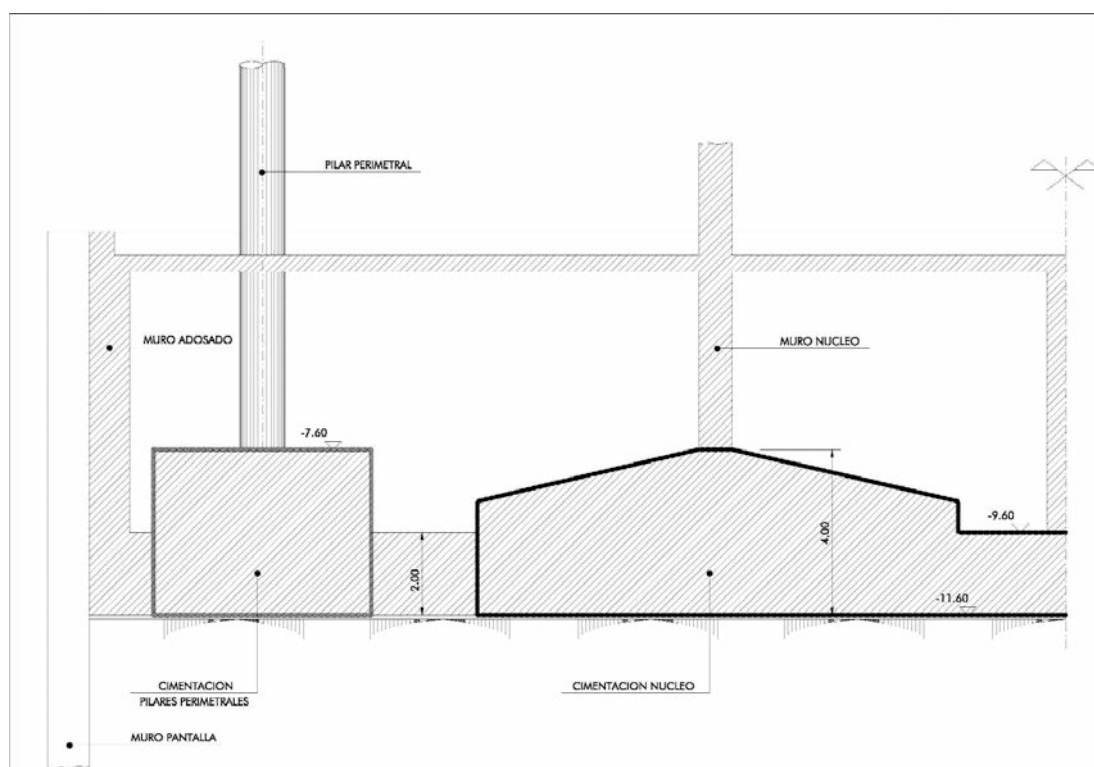 PILAR PERIMETRAL
MURO ADOSADO
MURO NUCLEO
-7.60
4.00
-9.60
2.00
-11.60
CIMENTACION
PILARES PERIMETRALES
CIMENTACION NUCLEO
MURO PANTALLA